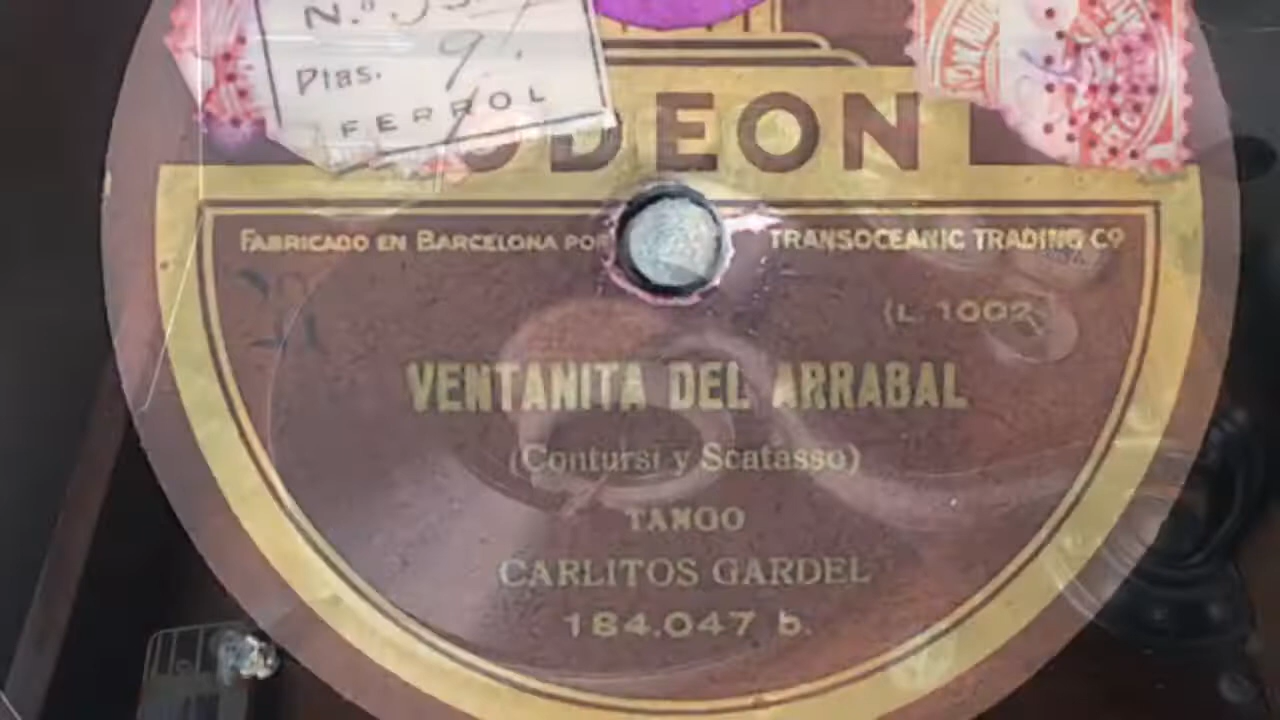 N.º
Ptas. 9
FERROL
ODEON
FABRICADO EN BARCELONA POR TRANSOCEANIC TRADING Cº
(L. 1002
VENTANITA DEL ARRABAL
(Contursi y Scatasso)
TANGO
CARLITOS GARDEL
184.047 b.